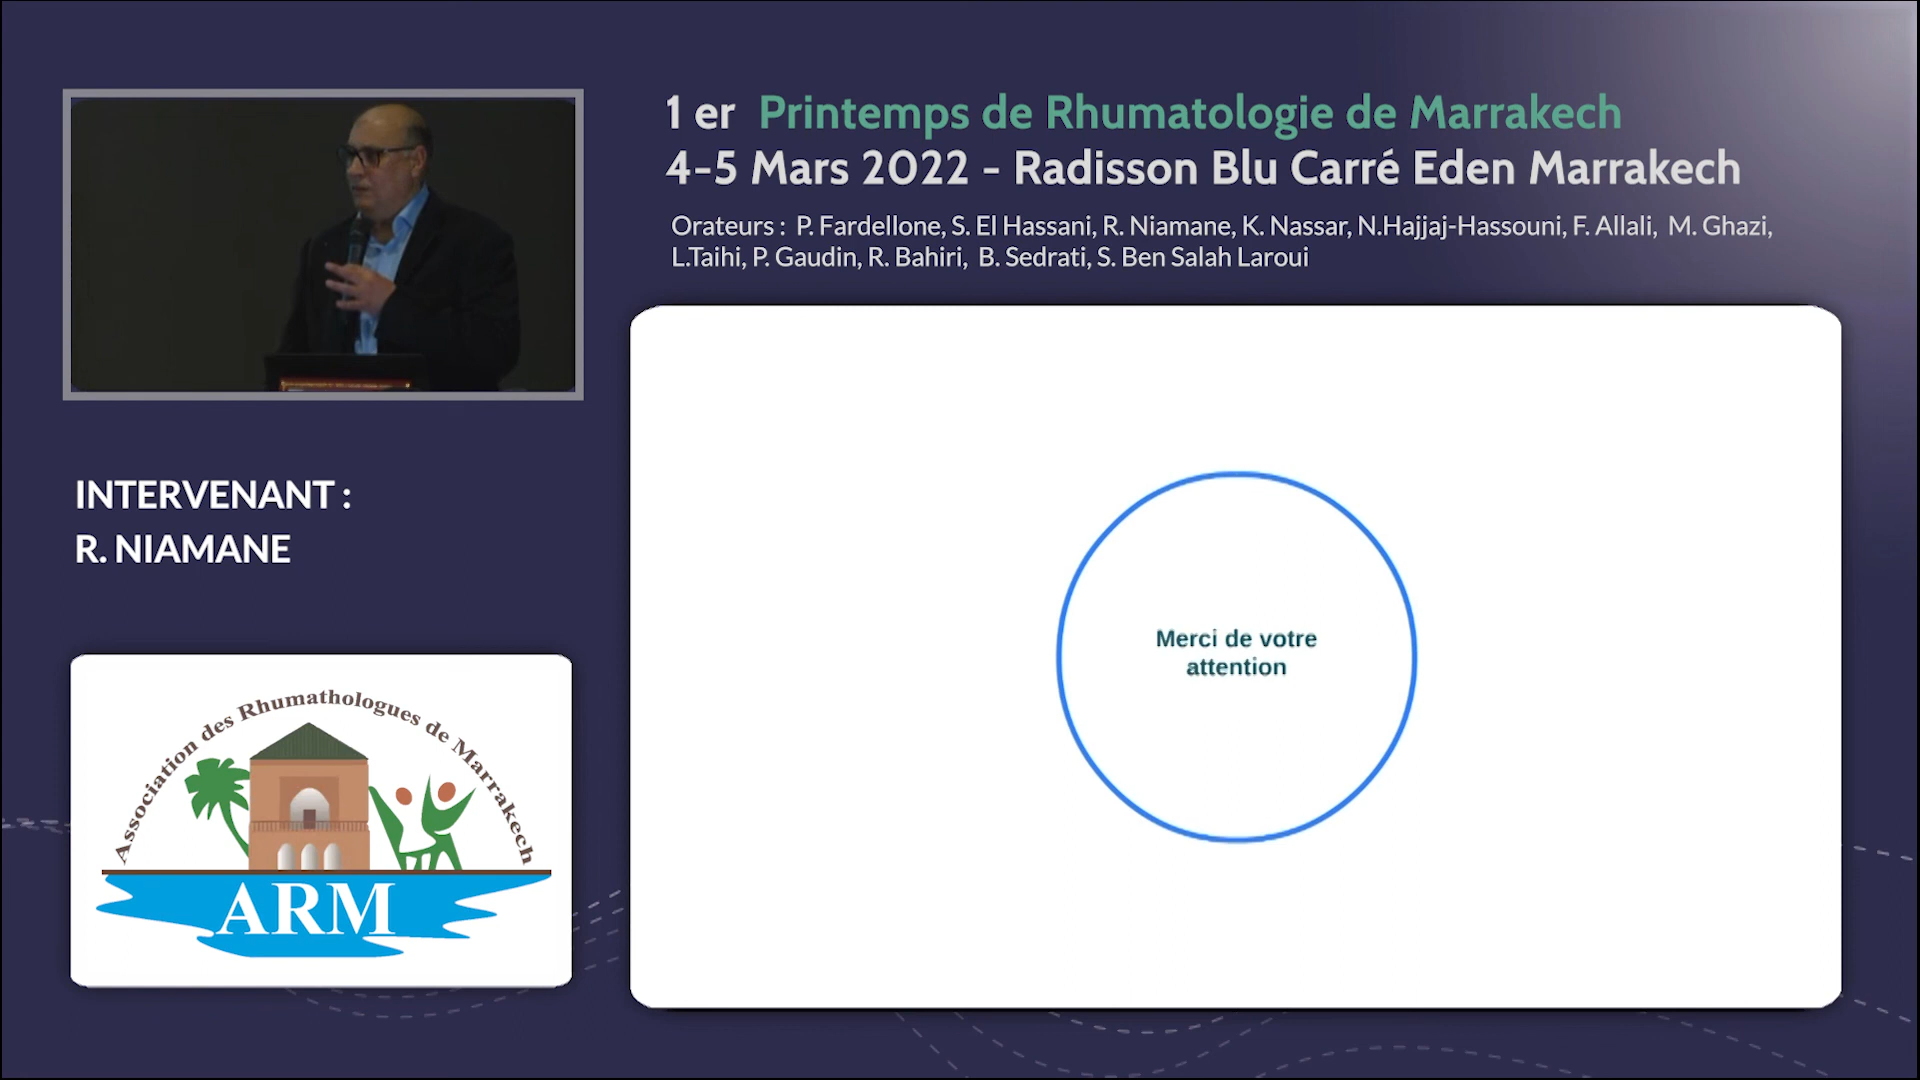 1 er Printemps de Rhumatologie de Marrakech
4-5 Mars 2022 - Radisson Blu Carré Eden Marrakech
Orateurs : P. Fardellone, S. El Hassani, R. Niamane, K. Nassar, N.Hajjaj-Hassouni, F. Allali, M. Ghazi,
L.Taihi, P. Gaudin, R. Bahiri, B. Sedrati, S. Ben Salah Laroui
INTERVENANT :
R. NIAMANE
Merci de votre
attention
Association des Rhumathologues de Marrakech
ARM